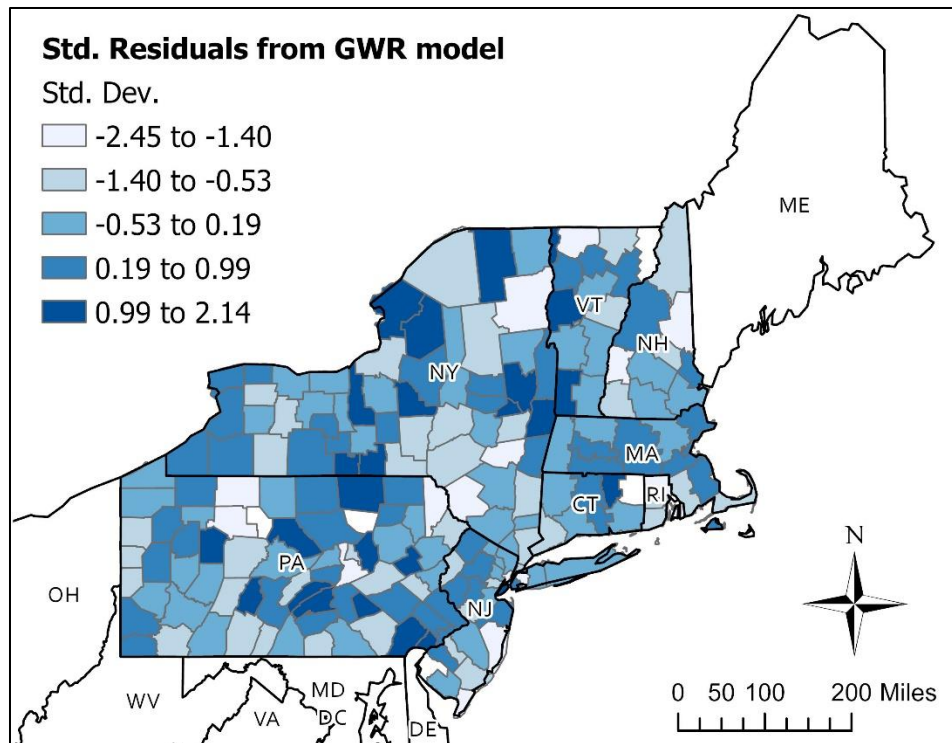 Std. Residuals from GWR model
Std. Dev.
-2.45 to -1.40
-1.40 to -0.53
-0.53 to 0.19
0.19 to 0.99
0.99 to 2.14
ME
VT
NH
NY
MA
CT
RI
PA
NJ
OH
WV
MD
VA
DC
DE
N
0 50 100 200 Miles